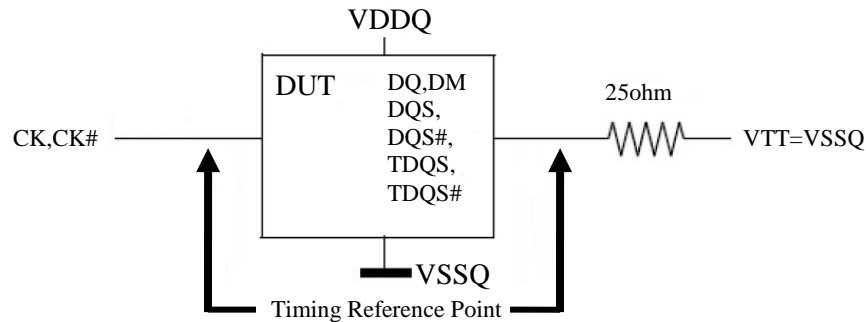 VDDQ
DUT
DQ,DM
DQS,
DQS#,
TDQS,
TDQS#
25ohm
CK,CK#
VTT=VSSQ
VSSQ
Timing Reference Point